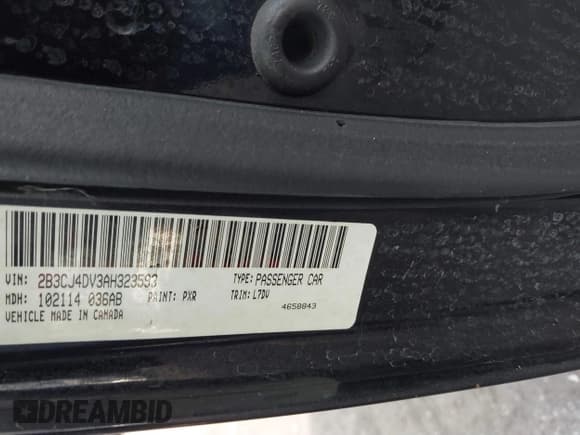 VIN: 2B3CJ4DV3AH323593 TYPE: PASSENGER CAR
MDH: 102114 036AB PAINT: PXR TRIM: L7DV
VEHICLE MADE IN CANADA 4658843
DREAMBID